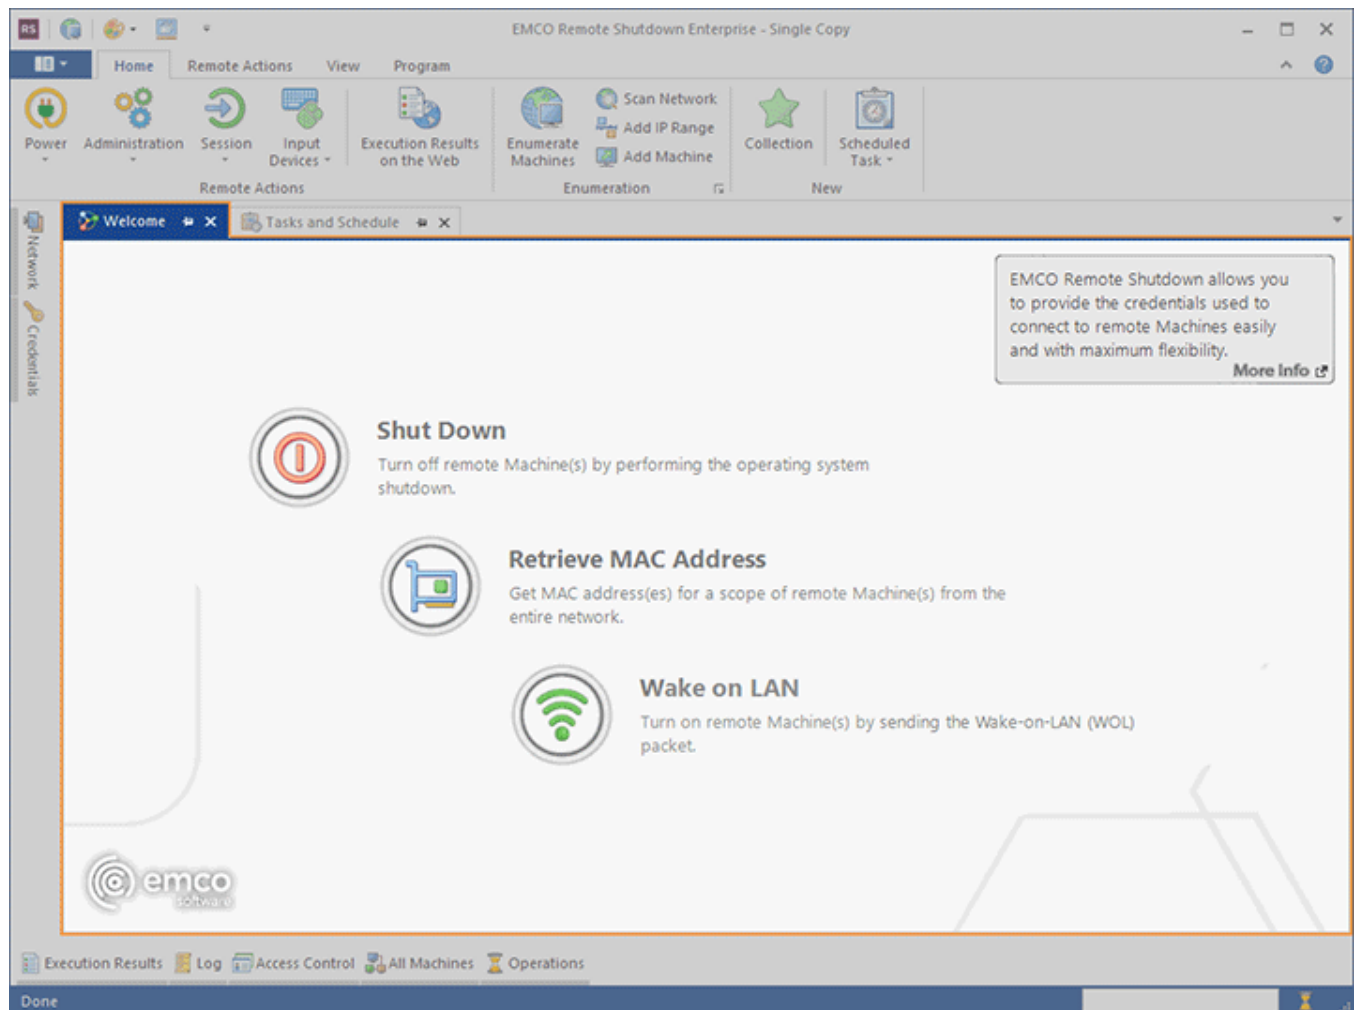 RS
EMCO Remote Shutdown Enterprise - Single Copy
Home Remote Actions View Program
Power Administration Session Input Devices Execution Results on the Web Enumerate Machines Scan Network Add IP Range Add Machine Collection Scheduled Task
Remote Actions Enumeration New
Welcome Tasks and Schedule
Network
Credentials
EMCO Remote Shutdown allows you
to provide the credentials used to
connect to remote Machines easily
and with maximum flexibility.
More Info
Shut Down
Turn off remote Machine(s) by performing the operating system
shutdown.
Retrieve MAC Address
Get MAC address(es) for a scope of remote Machine(s) from the
entire network.
Wake on LAN
Turn on remote Machine(s) by sending the Wake-on-LAN (WOL)
packet.
emco
software
Execution Results Log Access Control All Machines Operations
Done